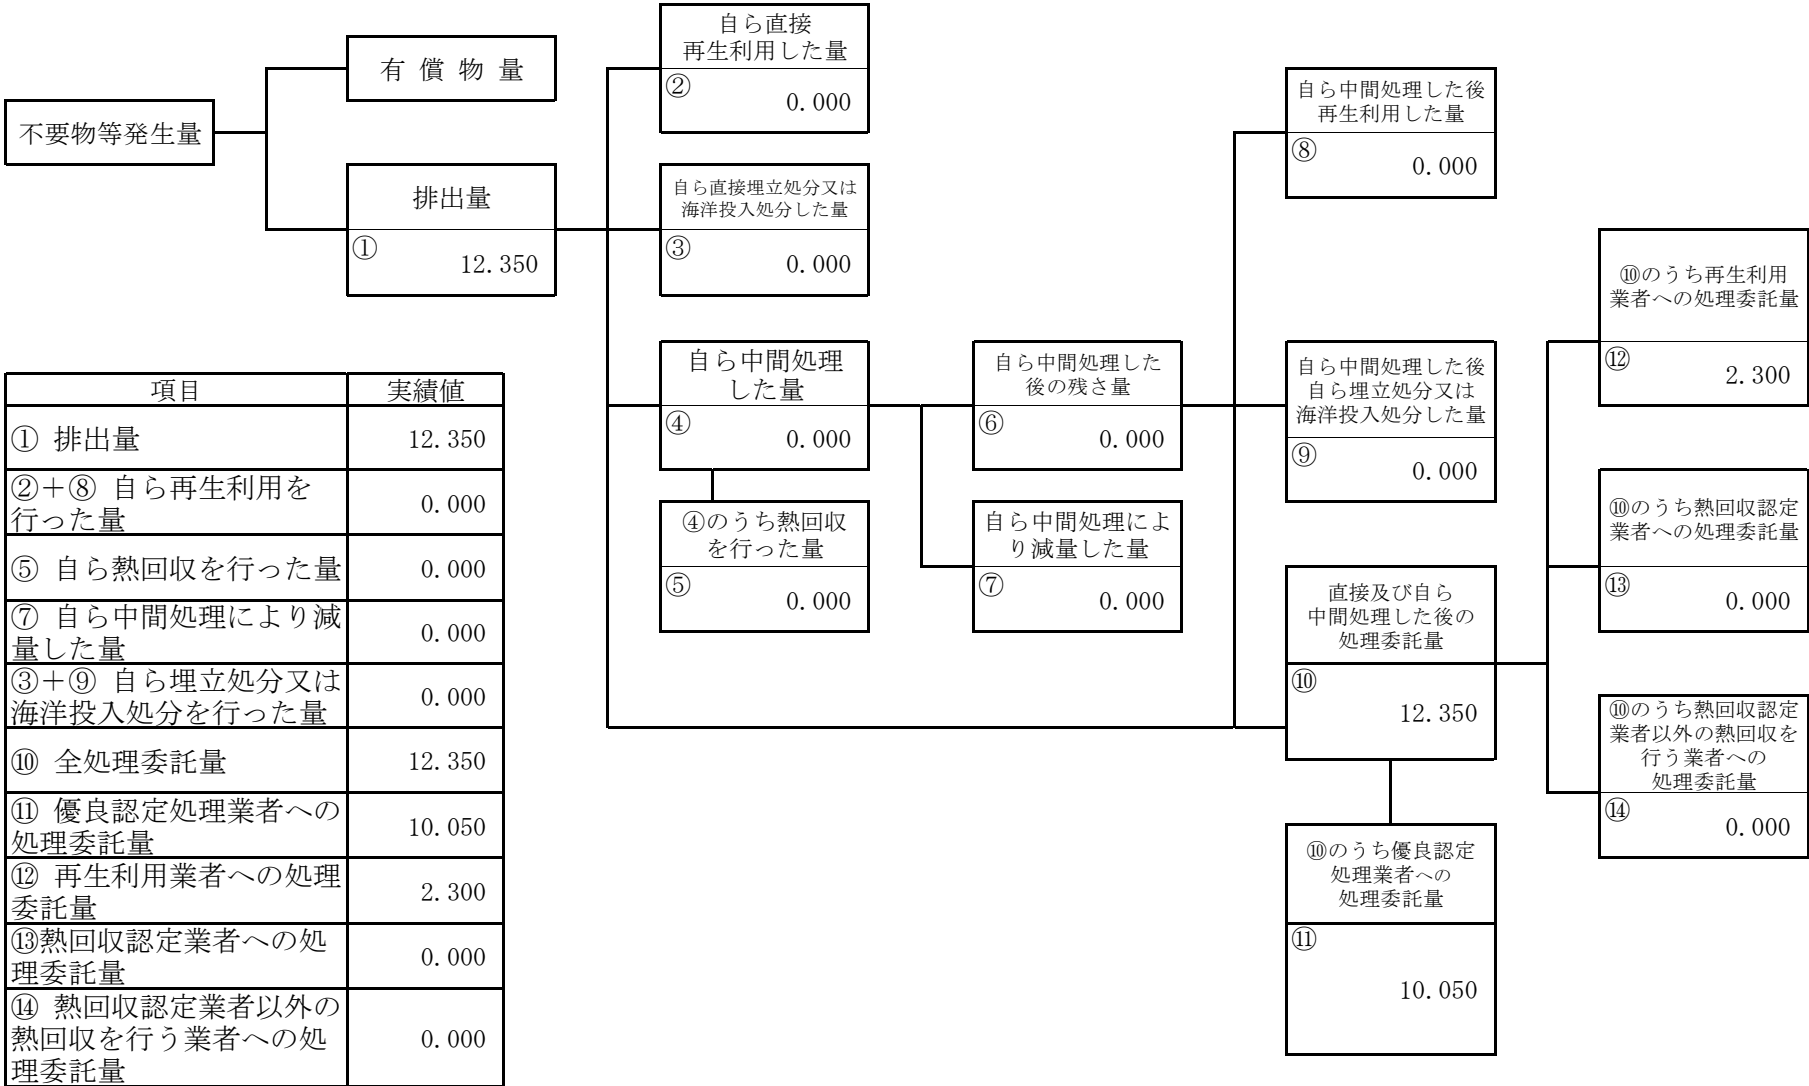 不要物等発生量
有 償 物 量
排出量
①
12.350
自ら直接
再生利用した量
②
0.000
自ら直接埋立処分又は
海洋投入処分した量
③
0.000
自ら中間処理
した量
④
0.000
④のうち熱回収
を行った量
⑤
0.000
自ら中間処理した
後の残さ量
⑥
0.000
自ら中間処理によ
り減量した量
⑦
0.000
自ら中間処理した後
再生利用した量
⑧
0.000
自ら中間処理した後
自ら埋立処分又は
海洋投入処分した量
⑨
0.000
直接及び自ら
中間処理した後の
処理委託量
⑩
12.350
⑩のうち優良認定
処理業者への
処理委託量
⑪
10.050
⑩のうち再生利用
業者への処理委託量
⑫
2.300
⑩のうち熱回収認定
業者への処理委託量
⑬
0.000
⑩のうち熱回収認定
業者以外の熱回収を
行う業者への
処理委託量
⑭
0.000
項目 実績値
① 排出量 12.350
②+⑧ 自ら再生利用を
行った量 0.000
⑤ 自ら熱回収を行った量 0.000
⑦ 自ら中間処理により減
量した量 0.000
③+⑨ 自ら埋立処分又は
海洋投入処分を行った量 0.000
⑩ 全処理委託量 12.350
⑪ 優良認定処理業者への
処理委託量 10.050
⑫ 再生利用業者への処理
委託量 2.300
⑬熱回収認定業者への処
理委託量 0.000
⑭ 熱回収認定業者以外の
熱回収を行う業者への処
理委託量 0.000